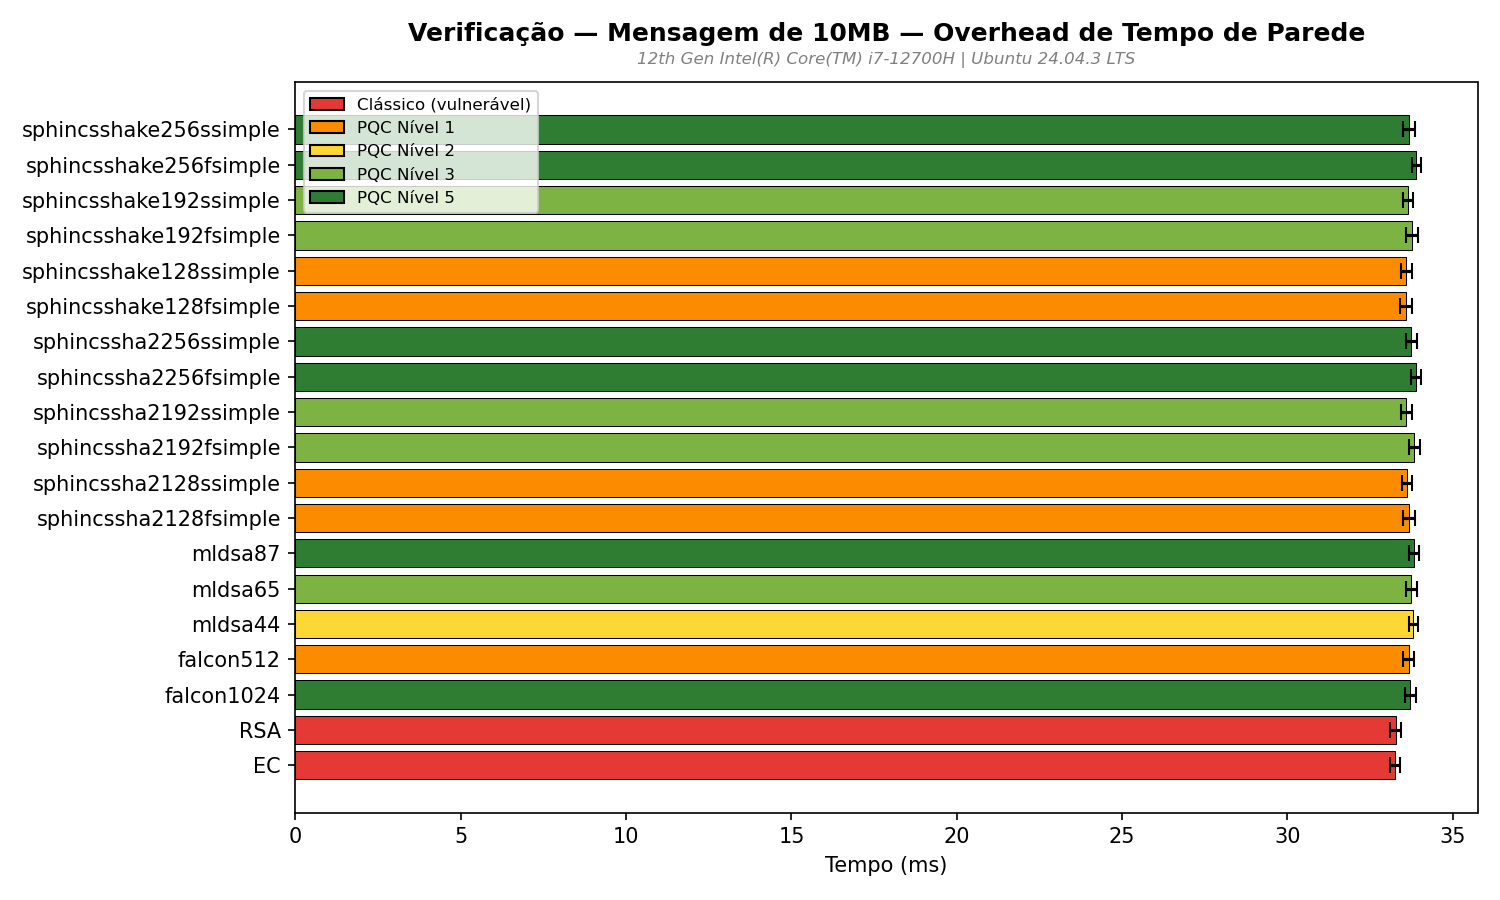 Verificação — Mensagem de 10MB — Overhead de Tempo de Parede
12th Gen Intel(R) Core(TM) i7-12700H | Ubuntu 24.04.3 LTS
Clássico (vulnerável)
PQC Nível 1
PQC Nível 2
PQC Nível 3
PQC Nível 5
sphincsshake256ssimple
sphincsshake256fsimple
sphincsshake192ssimple
sphincsshake192fsimple
sphincsshake128ssimple
sphincsshake128fsimple
sphincssha2256ssimple
sphincssha2256fsimple
sphincssha2192ssimple
sphincssha2192fsimple
sphincssha2128ssimple
sphincssha2128fsimple
mldsa87
mldsa65
mldsa44
falcon512
falcon1024
RSA
EC
0 5 10 15 20 25 30 35
Tempo (ms)